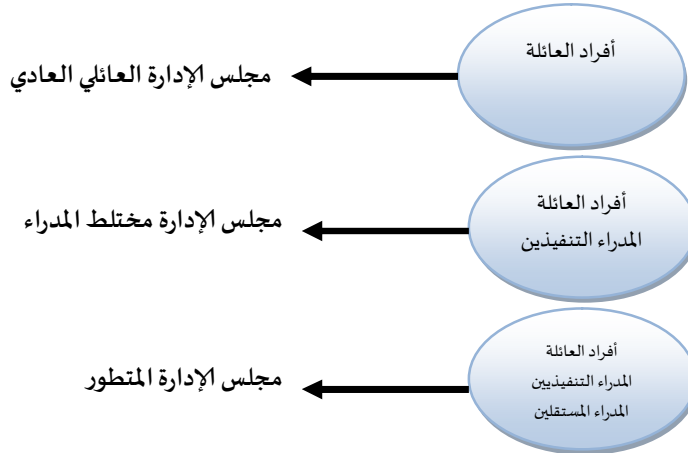 أفراد العائلة
مجلس الإدارة العائلي العادي
أفراد العائلة
المدراء التنفيذين
مجلس الإدارة مختلط المدراء
أفراد العائلة
المدراء التنفيذيين
المدراء المستقلين
مجلس الإدارة المتطور